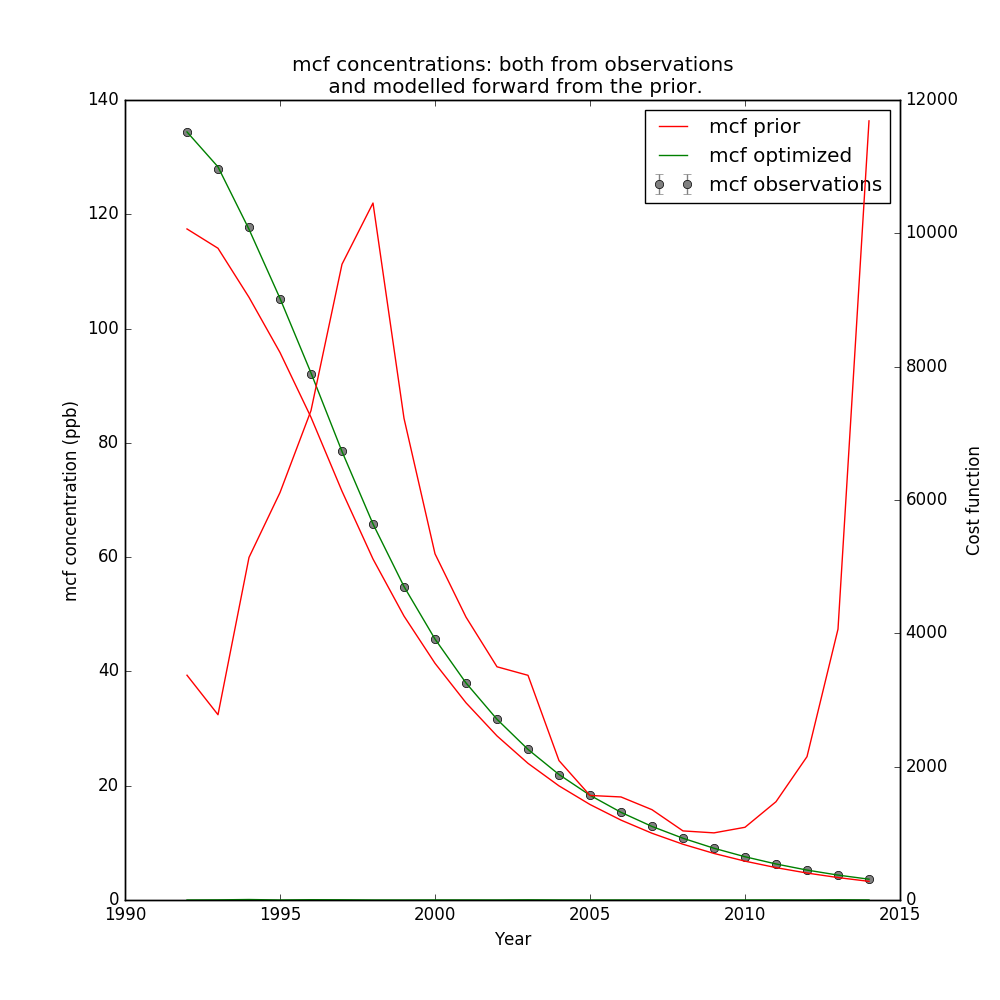 mcf concentrations: both from observations
and modelled forward from the prior.
mcf prior
mcf optimized
mcf observations
140
120
100
80
60
40
20
0
mcf concentration (ppb)
12000
10000
8000
6000
4000
2000
0
Cost function
1990
1995
2000
2005
2010
2015
Year